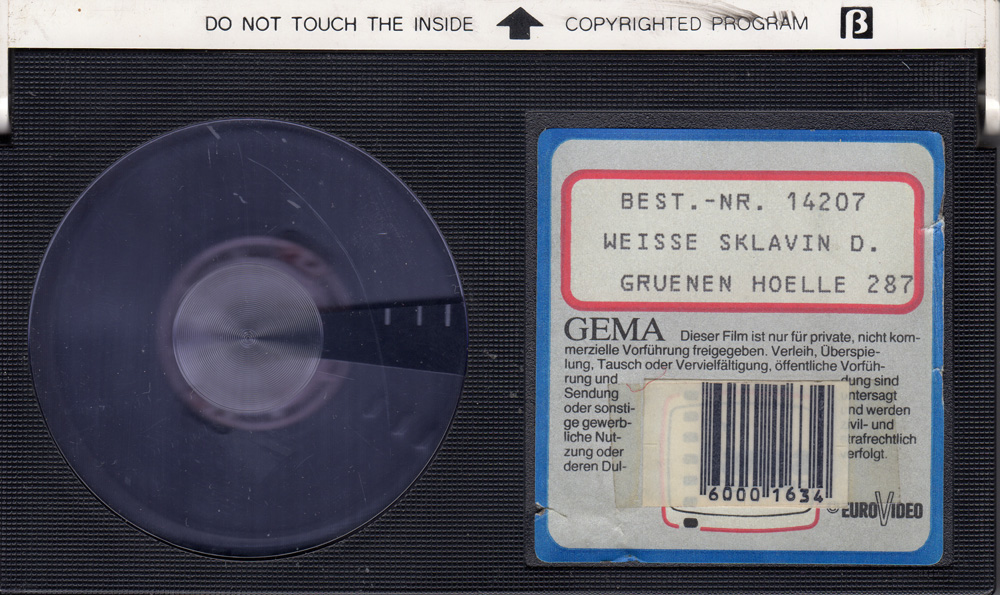 DO NOT TOUCH THE INSIDE COPYRIGHTED PROGRAM β
BEST.-NR. 14207
WEISSE SKLAVIN D.
GRUENEN HOELLE 287
GEMA Dieser Film ist nur für private, nicht kom-
merzielle Vorführung freigegeben. Verleih, Überspie-
lung, Tausch oder Vervielfältigung, öffentliche Vorfüh-
rung und dung sind
Sendung ntersagt
oder sonsti- nd werden
ge gewerb- vil- und
liche Nut- trafrechtlich
zung oder erfolgt.
deren Dul-
60001634
© EUROVIDEO